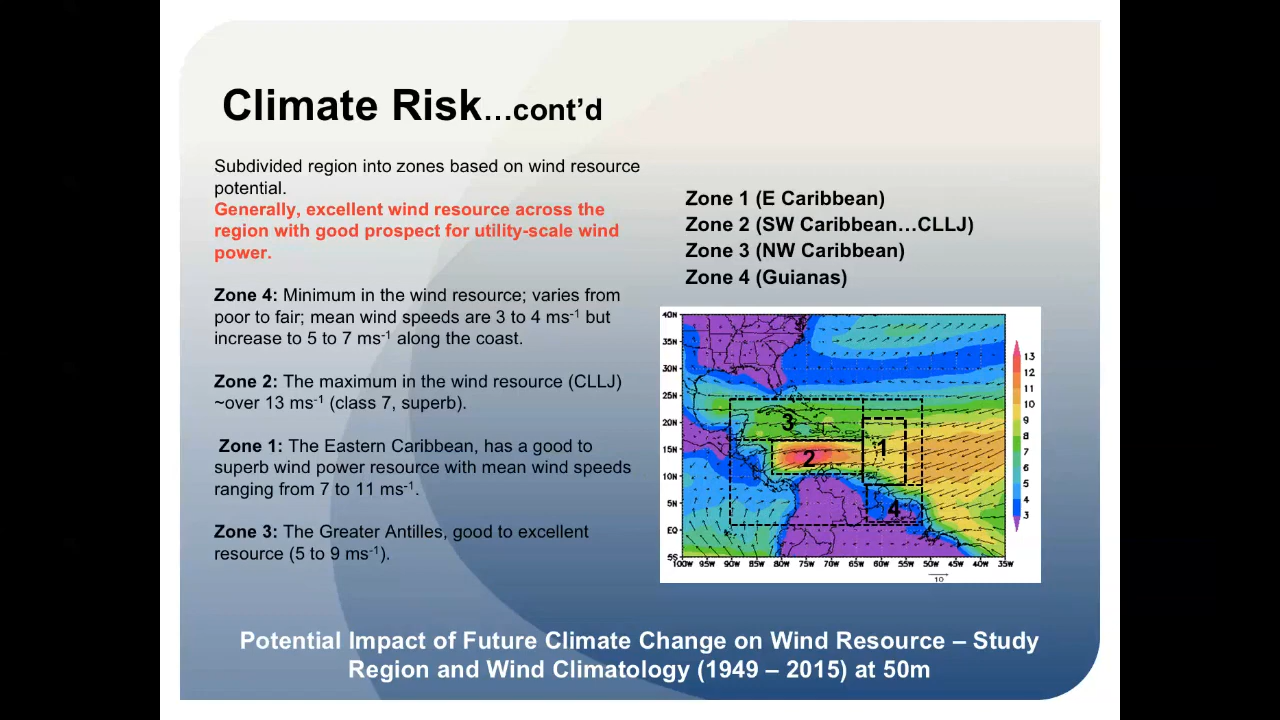 Climate Risk…cont’d
Subdivided region into zones based on wind resource
potential.
Generally, excellent wind resource across the
region with good prospect for utility-scale wind
power.
Zone 4: Minimum in the wind resource; varies from
poor to fair; mean wind speeds are 3 to 4 ms⁻¹ but
increase to 5 to 7 ms⁻¹ along the coast.
Zone 2: The maximum in the wind resource (CLLJ)
~over 13 ms⁻¹ (class 7, superb).
Zone 1: The Eastern Caribbean, has a good to
superb wind power resource with mean wind speeds
ranging from 7 to 11 ms⁻¹.
Zone 3: The Greater Antilles, good to excellent
resource (5 to 9 ms⁻¹).
Zone 1 (E Caribbean)
Zone 2 (SW Caribbean…CLLJ)
Zone 3 (NW Caribbean)
Zone 4 (Guianas)
40N
35N
30N
25N
20N
15N
10N
5N
EQ
5S
100W 95W 90W 85W 80W 75W 70W 65W 60W 55W 50W 45W 40W 35W
3
1
2
4
13
12
11
10
9
8
7
6
5
4
3
10
Potential Impact of Future Climate Change on Wind Resource – Study
Region and Wind Climatology (1949 – 2015) at 50m